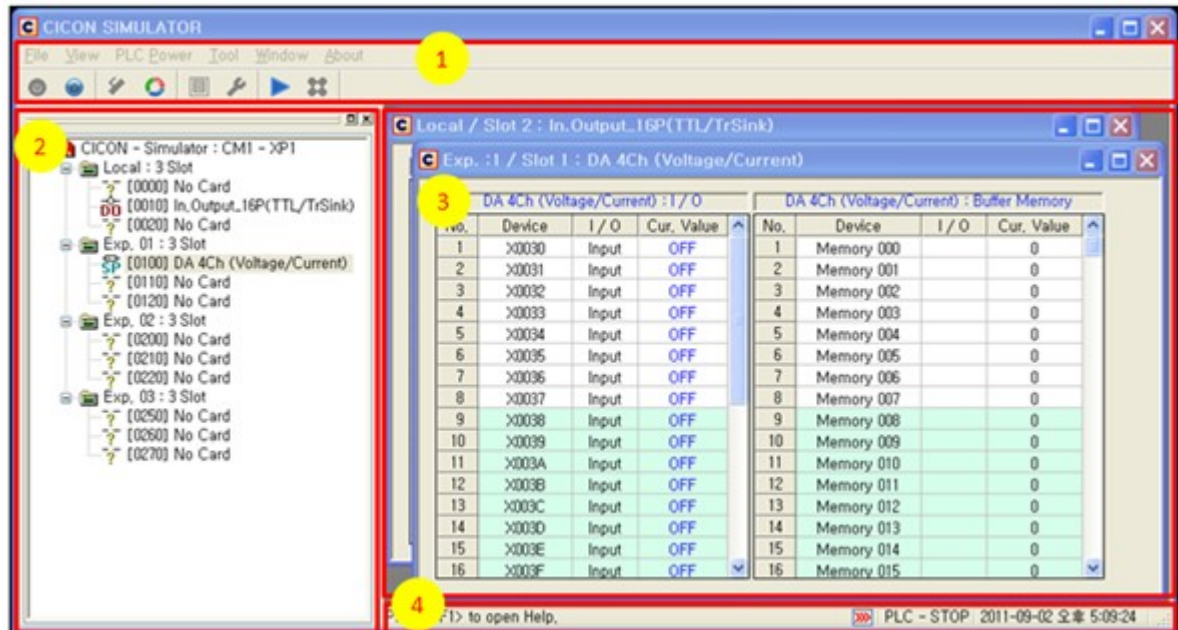 CICON SIMULATOR
File View PLC Power Tool Window About
1
2
CICON - Simulator : CM1 - XP1
Local : 3 Slot
[0000] No Card
[0010] In,Output_16P(TTL/TrSink)
[0020] No Card
Exp, 01 : 3 Slot
[0100] DA 4Ch (Voltage/Current)
[0110] No Card
[0120] No Card
Exp, 02 : 3 Slot
[0200] No Card
[0210] No Card
[0220] No Card
Exp, 03 : 3 Slot
[0250] No Card
[0260] No Card
[0270] No Card
Local / Slot 2 : In,Output_16P(TTL/TrSink)
Exp, :1 / Slot 1 : DA 4Ch (Voltage/Current)
3
DA 4Ch (Voltage/Current) : I / O
No, Device I / O Cur, Value
1 X0030 Input OFF
2 X0031 Input OFF
3 X0032 Input OFF
4 X0033 Input OFF
5 X0034 Input OFF
6 X0035 Input OFF
7 X0036 Input OFF
8 X0037 Input OFF
9 X0038 Input OFF
10 X0039 Input OFF
11 X003A Input OFF
12 X003B Input OFF
13 X003C Input OFF
14 X003D Input OFF
15 X003E Input OFF
16 X003F Input OFF
DA 4Ch (Voltage/Current) : Buffer Memory
No, Device I / O Cur, Value
1 Memory 000 0
2 Memory 001 0
3 Memory 002 0
4 Memory 003 0
5 Memory 004 0
6 Memory 005 0
7 Memory 006 0
8 Memory 007 0
9 Memory 008 0
10 Memory 009 0
11 Memory 010 0
12 Memory 011 0
13 Memory 012 0
14 Memory 013 0
15 Memory 014 0
16 Memory 015 0
4
F1> to open Help, PLC - STOP 2011-09-02 오후 5:09:24